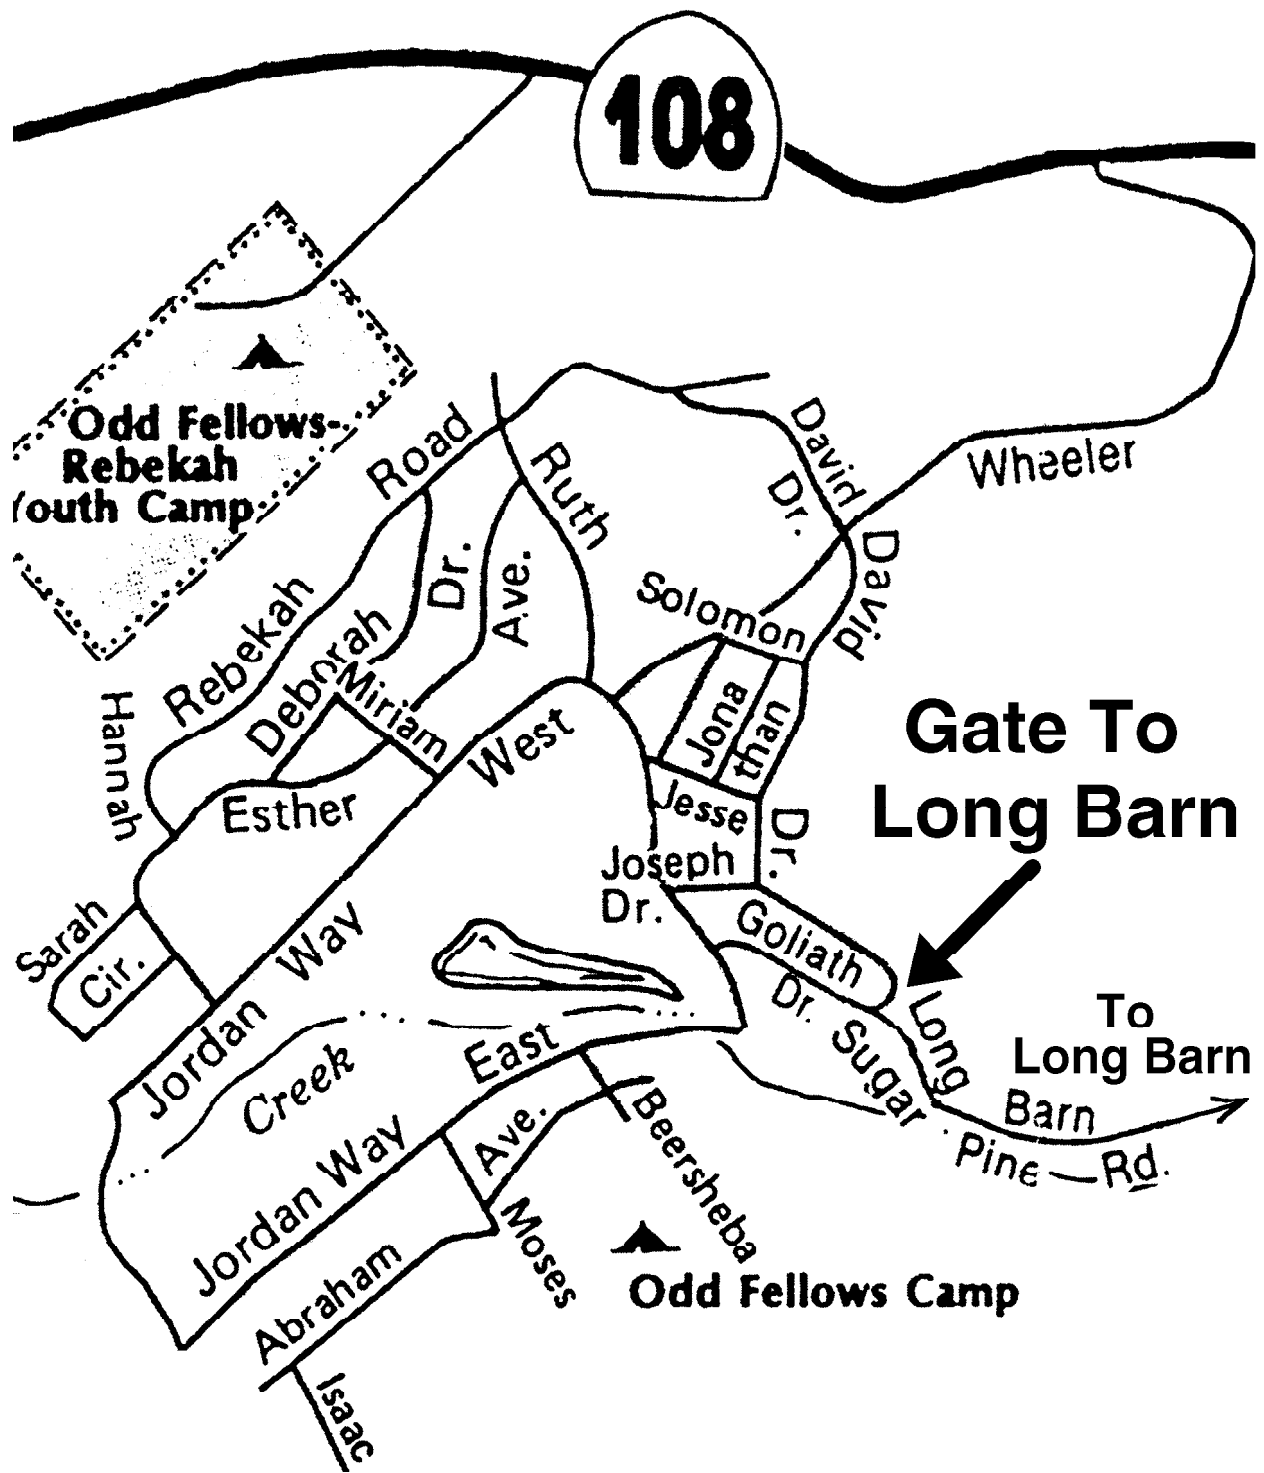 108
Odd Fellows-
Rebekah
Youth Camp
Road
Ruth
David
Dr.
Wheeler
David
Solomon
Dr.
Ave.
Rebekah
Deborah
Miriam
Hannah
Jona
than
West
Gate To
Long Barn
Esther
Jesse
Dr.
Joseph
Dr.
Sarah
Cir.
Way
Goliath
Dr.
Jordan
Long
To
Long Barn
Sugar
Barn
East
Creek
Pine Rd.
Ave.
Beersheba
Jordan Way
Moses
Abraham
Odd Fellows Camp
Isaac